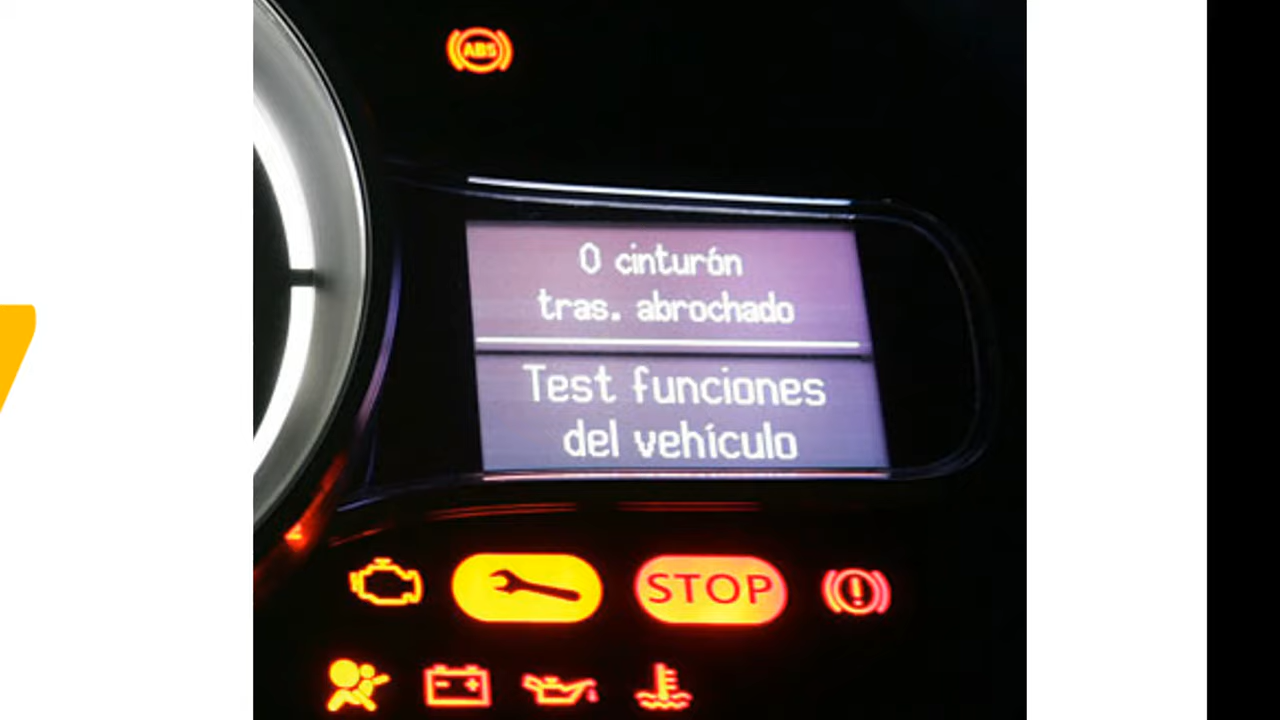 ABS
0 cinturón
tras. abrochado
Test funciones
del vehículo
STOP